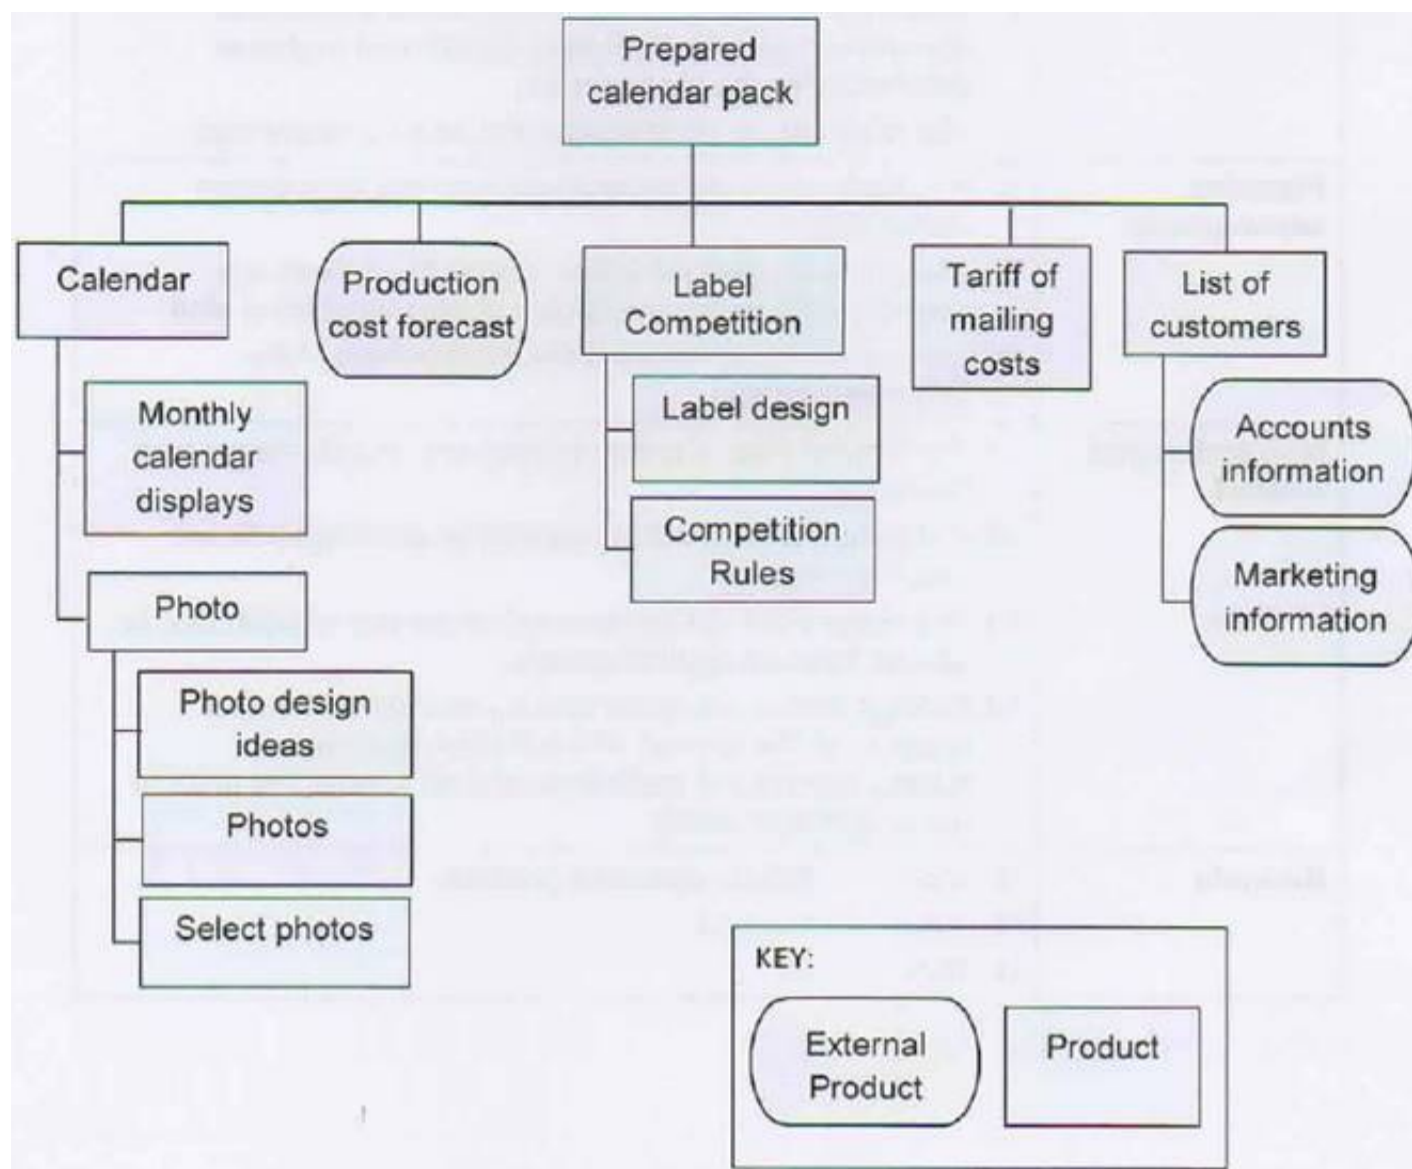 Prepared
calendar pack
Calendar
Production
cost forecast
Label
Competition
Tariff of
mailing
costs
List of
customers
Monthly
calendar
displays
Label design
Competition
Rules
Accounts
information
Marketing
information
Photo
Photo design
ideas
Photos
Select photos
KEY:
External
Product
Product